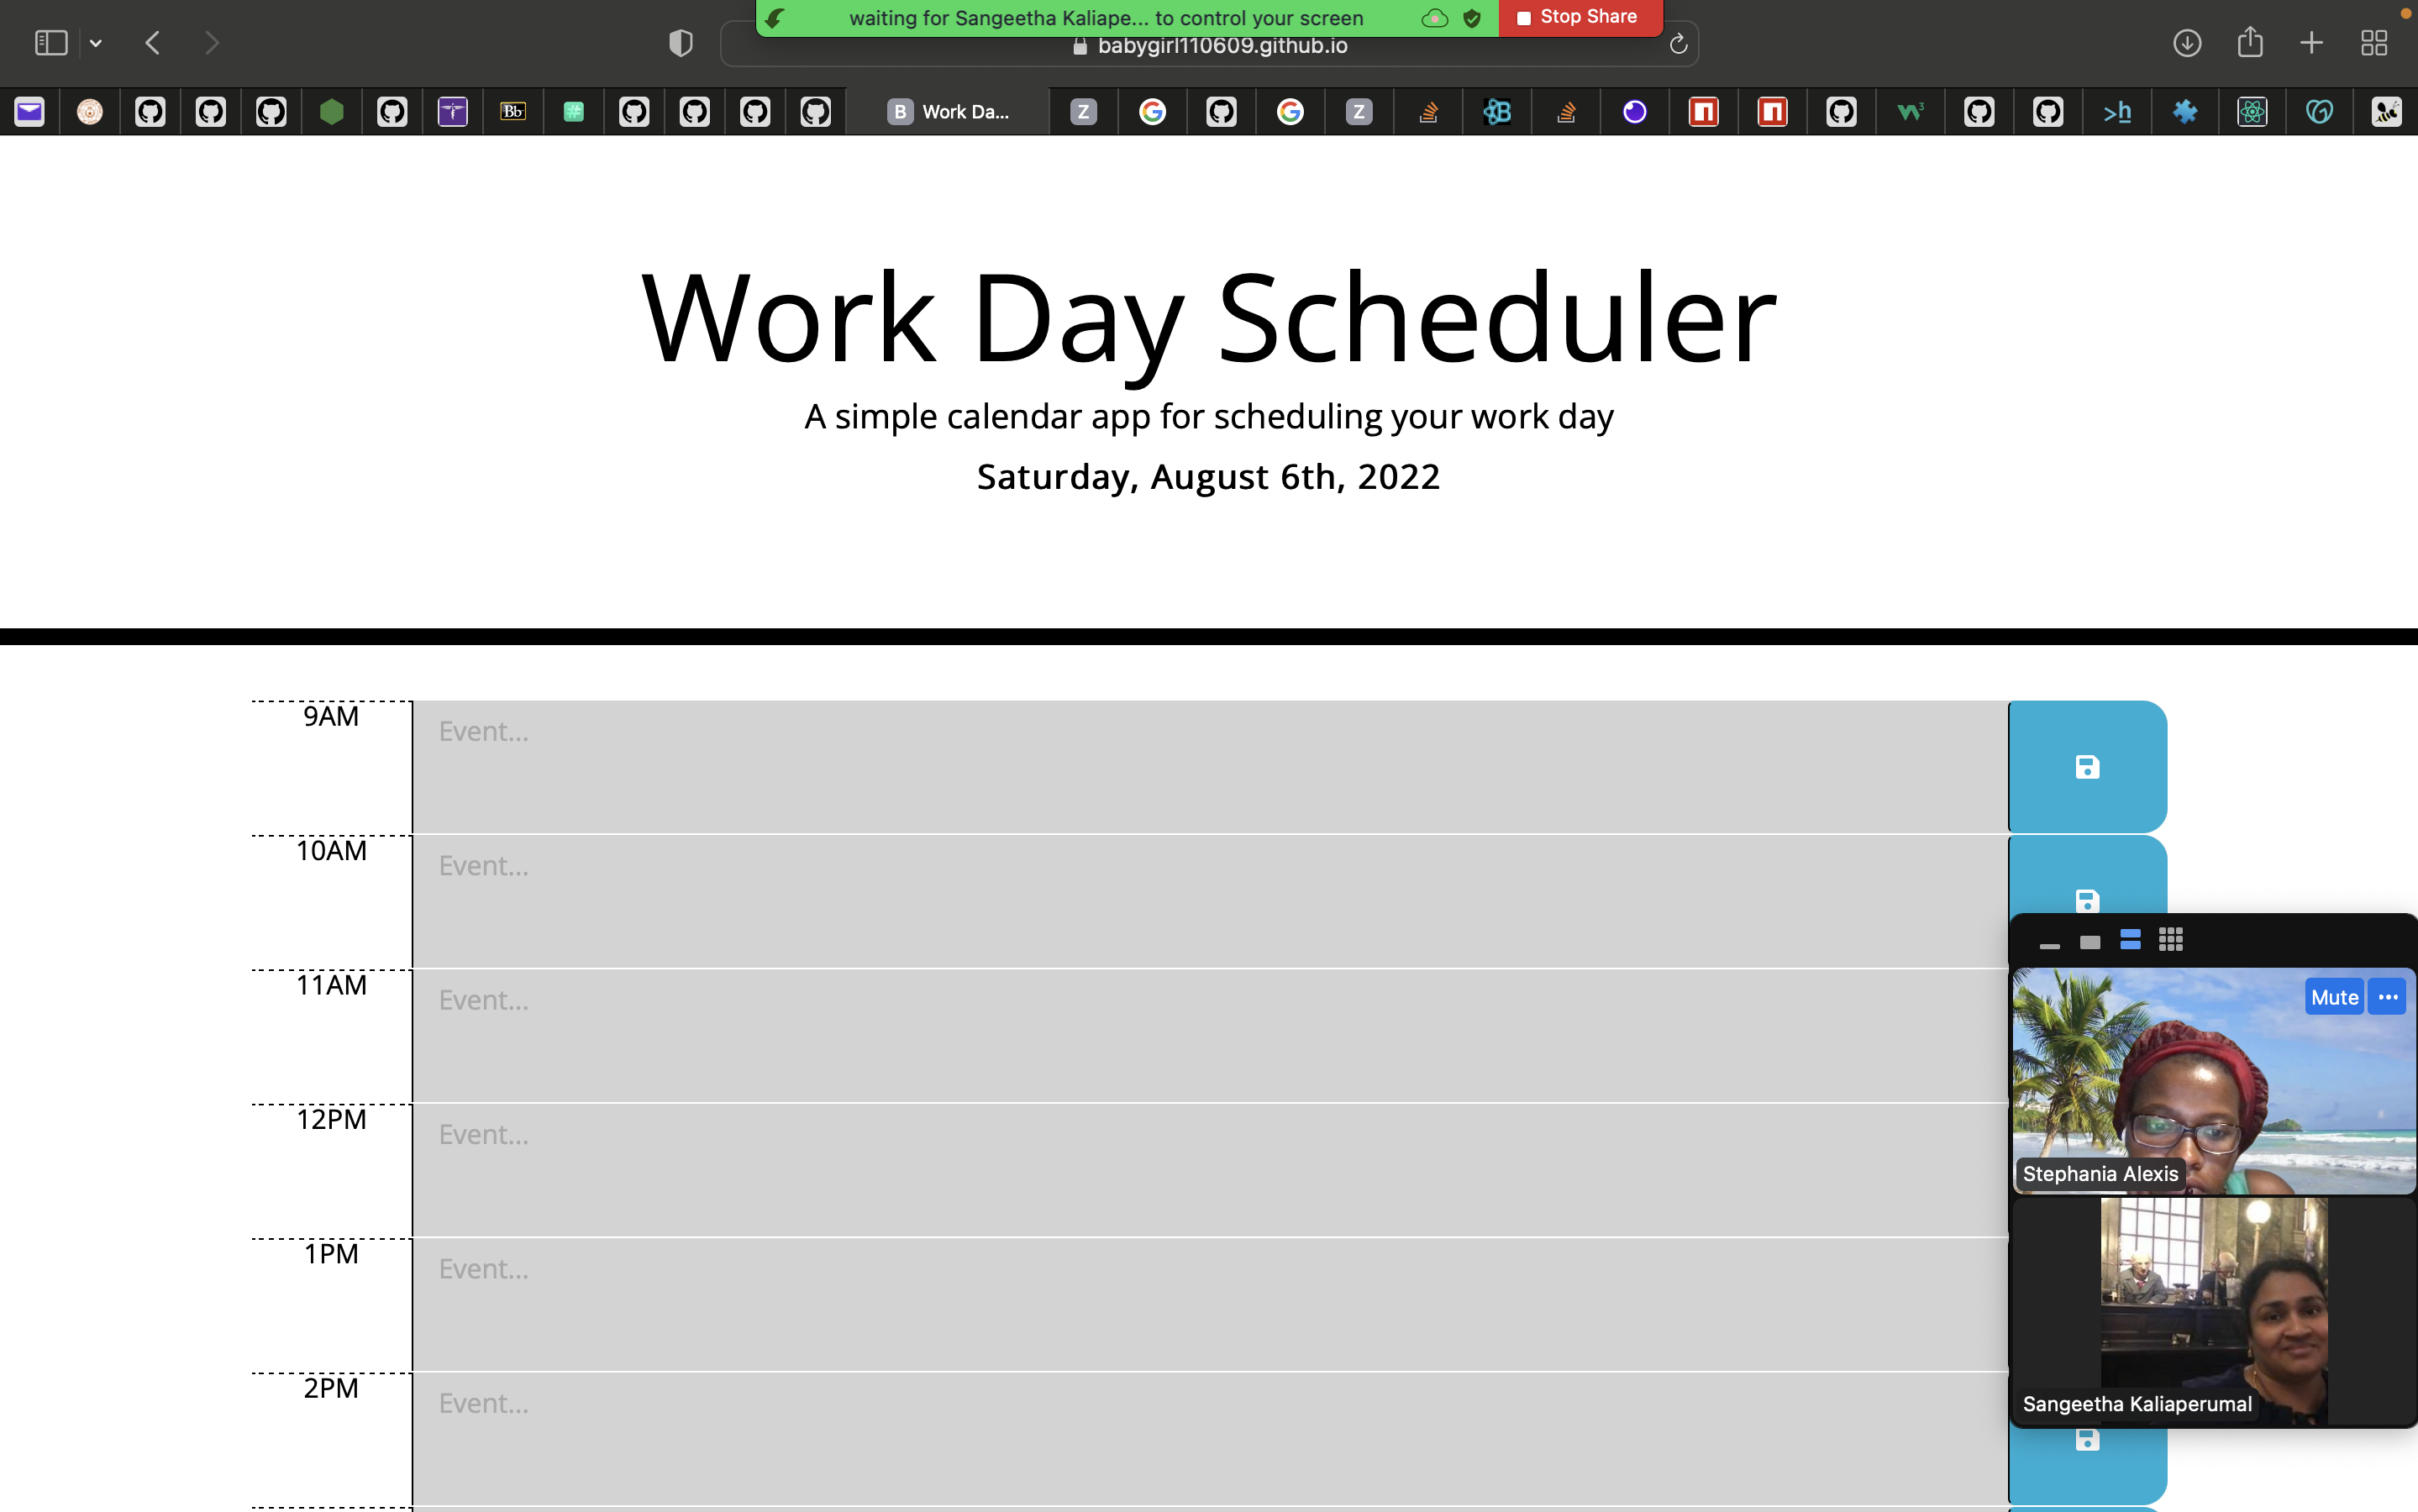 waiting for Sangeetha Kaliape... to control your screen
Stop Share
babygirl110609.github.io
Bb
#
B Work Da...
Z
G
G
Z
B
n
n
W3
>h
Work Day Scheduler
A simple calendar app for scheduling your work day
Saturday, August 6th, 2022
9AM
Event...
10AM
Event...
11AM
Event...
12PM
Event...
1PM
Event...
2PM
Event...
Mute
Stephania Alexis
Sangeetha Kaliaperumal